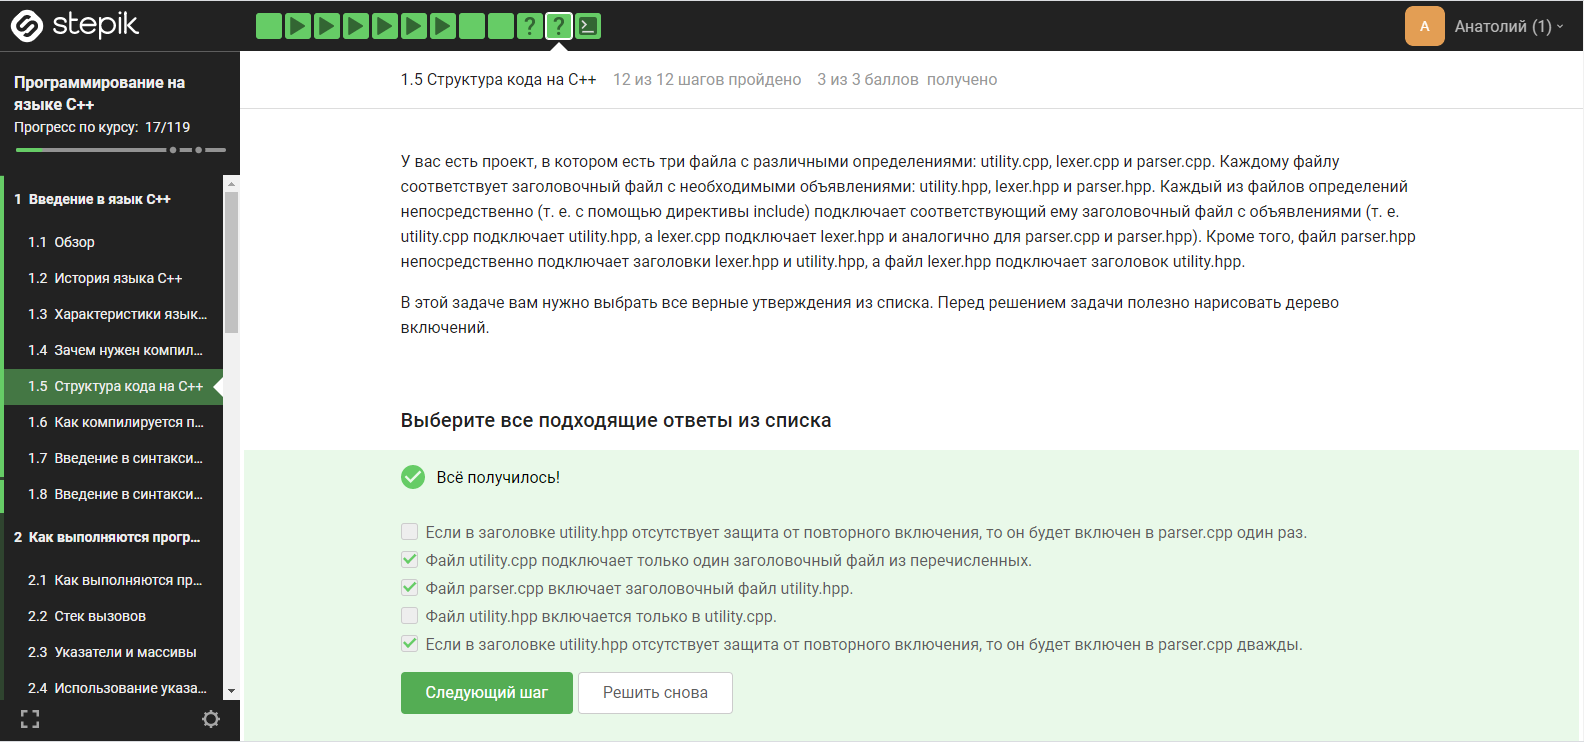 stepik
? ?
А Анатолий (1)
Программирование на
языке C++
Прогресс по курсу: 17/119
1 Введение в язык C++
1.1 Обзор
1.2 История языка C++
1.3 Характеристики язык...
1.4 Зачем нужен компил...
1.5 Структура кода на C++
1.6 Как компилируется п...
1.7 Введение в синтакси...
1.8 Введение в синтакси...
2 Как выполняются прогр...
2.1 Как выполняются пр...
2.2 Стек вызовов
2.3 Указатели и массивы
2.4 Использование указа...
1.5 Структура кода на C++ 12 из 12 шагов пройдено 3 из 3 баллов получено
У вас есть проект, в котором есть три файла с различными определениями: utility.cpp, lexer.cpp и parser.cpp. Каждому файлу
соответствует заголовочный файл с необходимыми объявлениями: utility.hpp, lexer.hpp и parser.hpp. Каждый из файлов определений
непосредственно (т. е. с помощью директивы include) подключает соответствующий ему заголовочный файл с объявлениями (т. е.
utility.cpp подключает utility.hpp, а lexer.cpp подключает lexer.hpp и аналогично для parser.cpp и parser.hpp). Кроме того, файл parser.hpp
непосредственно подключает заголовки lexer.hpp и utility.hpp, а файл lexer.hpp подключает заголовок utility.hpp.
В этой задаче вам нужно выбрать все верные утверждения из списка. Перед решением задачи полезно нарисовать дерево
включений.
Выберите все подходящие ответы из списка
Всё получилось!
Если в заголовке utility.hpp отсутствует защита от повторного включения, то он будет включен в parser.cpp один раз.
Файл utility.cpp подключает только один заголовочный файл из перечисленных.
Файл parser.cpp включает заголовочный файл utility.hpp.
Файл utility.hpp включается только в utility.cpp.
Если в заголовке utility.hpp отсутствует защита от повторного включения, то он будет включен в parser.cpp дважды.
Следующий шаг Решить снова